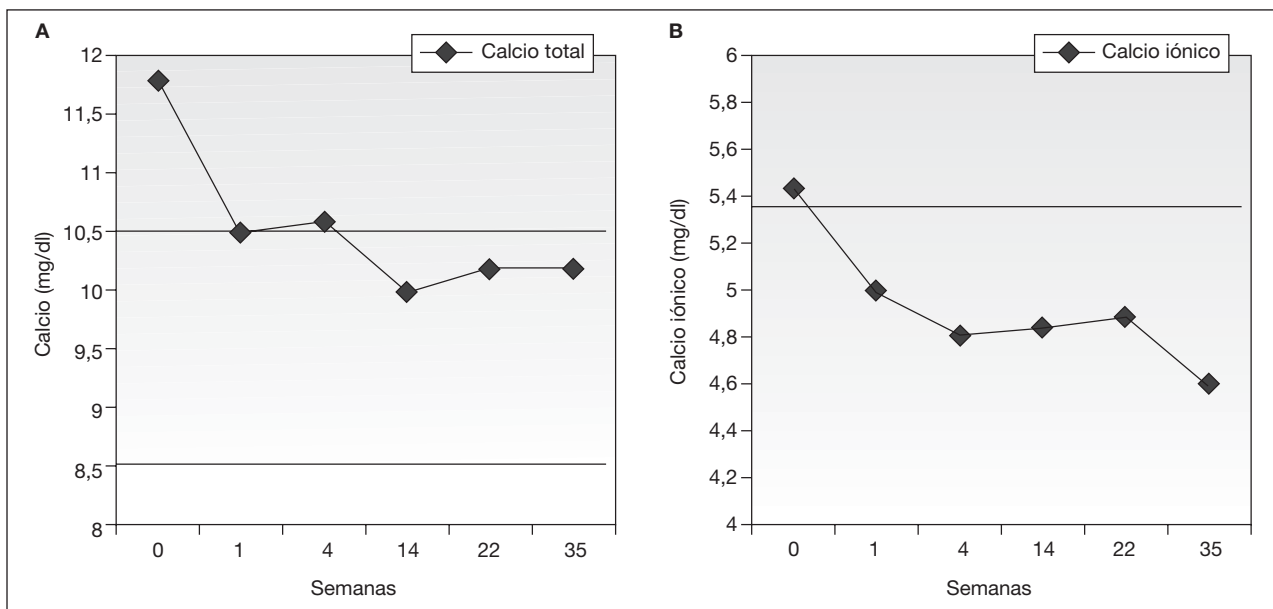 A
Calcio total
12
11,5
11
10,5
10
9,5
9
8,5
8
Calcio (mg/dl)
0 1 4 14 22 35
Semanas
B
Calcio iónico
6
5,8
5,6
5,4
5,2
5
4,8
4,6
4,4
4,2
4
Calcio iónico (mg/dl)
0 1 4 14 22 35
Semanas